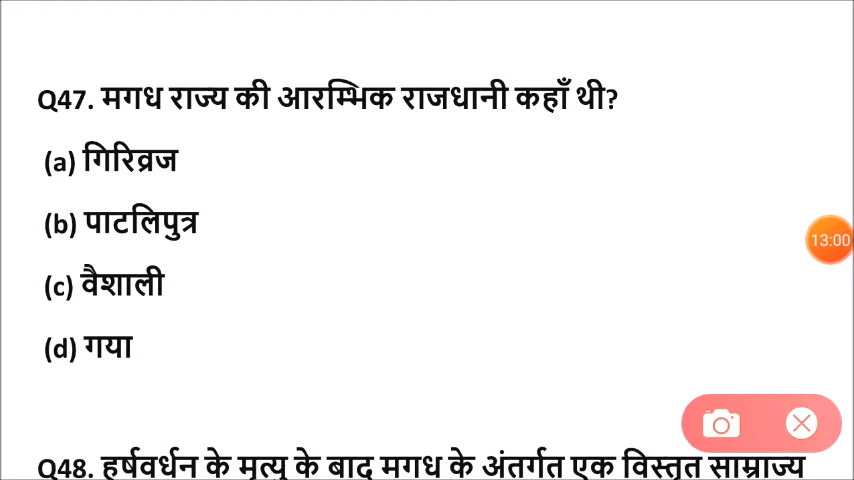 Q47. मगध राज्य की आरम्भिक राजधानी कहाँ थी?
(a) गिरिव्रज
(b) पाटलिपुत्र
(c) वैशाली
(d) गया
13:00
Q48. हर्षवर्धन के मृत्यु के बाद मगध के अंतर्गत एक विस्तृत साम्राज्य